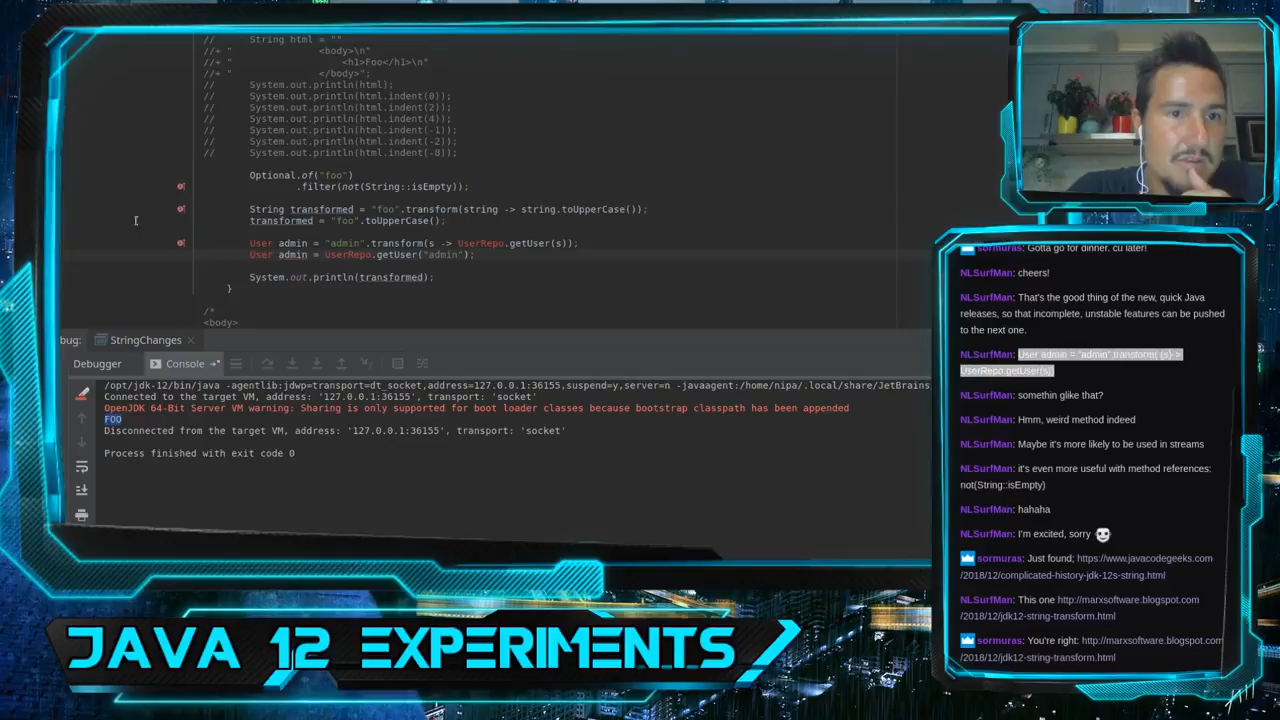 //      String html = ""
//+ "               <body>\n"
//+ "                   <h1>Foo</h1>\n"
//+ "               </body>";
//      System.out.println(html);
//      System.out.println(html.indent(0));
//      System.out.println(html.indent(2));
//      System.out.println(html.indent(4));
//      System.out.println(html.indent(-1));
//      System.out.println(html.indent(-2));
//      System.out.println(html.indent(-8));
Optional.of("foo")
.filter(not(String::isEmpty));
String transformed = "foo".transform(string -> string.toUpperCase());
transformed = "foo".toUpperCase();
User admin = "admin".transform(s -> UserRepo.getUser(s));
User admin = UserRepo.getUser("admin");
System.out.println(transformed);
}
/*
<body>
bug: StringChanges
Debugger Console
/opt/jdk-12/bin/java -agentlib:jdwp=transport=dt_socket,address=127.0.0.1:36155,suspend=y,server=n -javaagent:/home/nipa/.local/share/JetBrains
Connected to the target VM, address: '127.0.0.1:36155', transport: 'socket'
OpenJDK 64-Bit Server VM warning: Sharing is only supported for boot loader classes because bootstrap classpath has been appended
FOO
Disconnected from the target VM, address: '127.0.0.1:36155', transport: 'socket'
Process finished with exit code 0
sormuras: Gotta go for dinner. cu later!
NLSurfMan: cheers!
NLSurfMan: That's the good thing of the new, quick Java
releases, so that incomplete, unstable features can be pushed
to the next one.
NLSurfMan: User admin = "admin".transform( (s) >
UserRepo.getUser(s))
NLSurfMan: somethin glike that?
NLSurfMan: Hmm, weird method indeed
NLSurfMan: Maybe it's more likely to be used in streams
NLSurfMan: it's even more useful with method references:
not(String::isEmpty)
NLSurfMan: hahaha
NLSurfMan: I'm excited, sorry
sormuras: Just found; https://www.javacodegeeks.com
/2018/12/complicated-history-jdk-12s-string.html
NLSurfMan: This one http://marxsoftware.blogspot.com
/2018/12/jdk12-string-transform.html
sormuras: You're right: http://marxsoftware.blogspot.com
/2018/12/jdk12-string-transform.html
JAVA 12 EXPERIMENTS